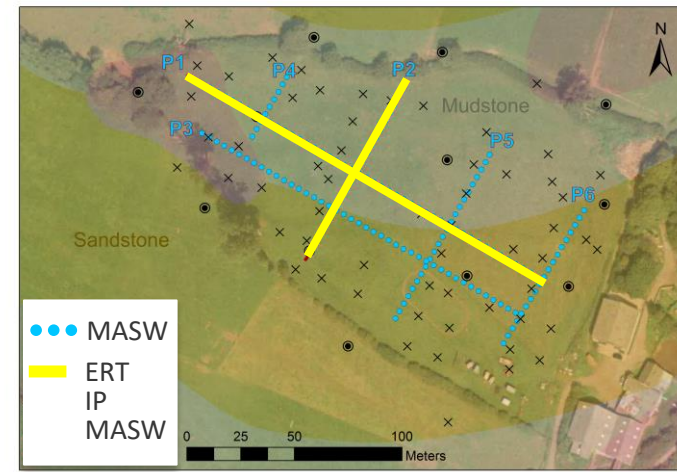 N
P1
P4
P2
Mudstone
P3
P5
P6
Sandstone
MASW
ERT
IP
MASW
0 25 50 100
Meters